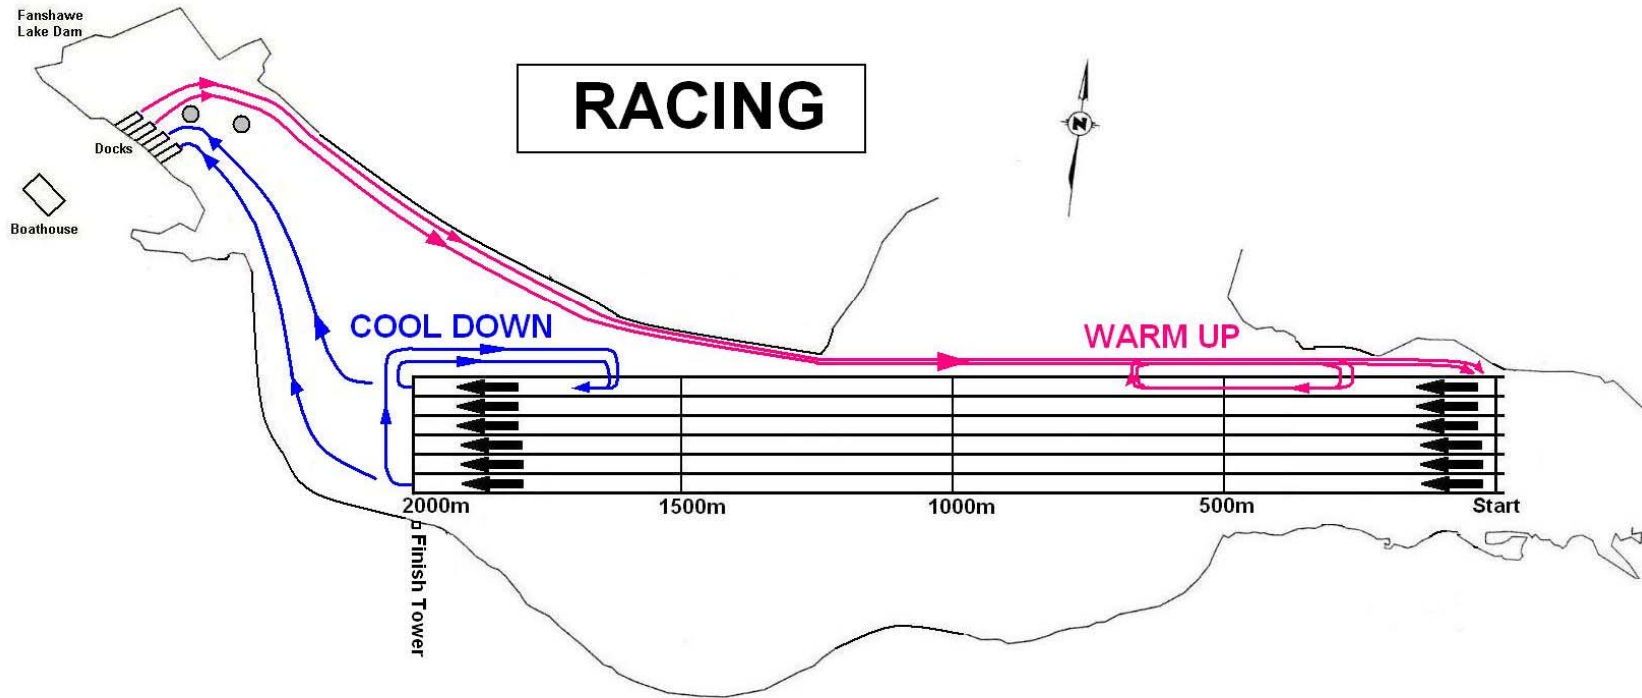 Fanshawe
Lake Dam
RACING
N
Docks
Boathouse
COOL DOWN
WARM UP
2000m
1500m
1000m
500m
Start
Finish Tower